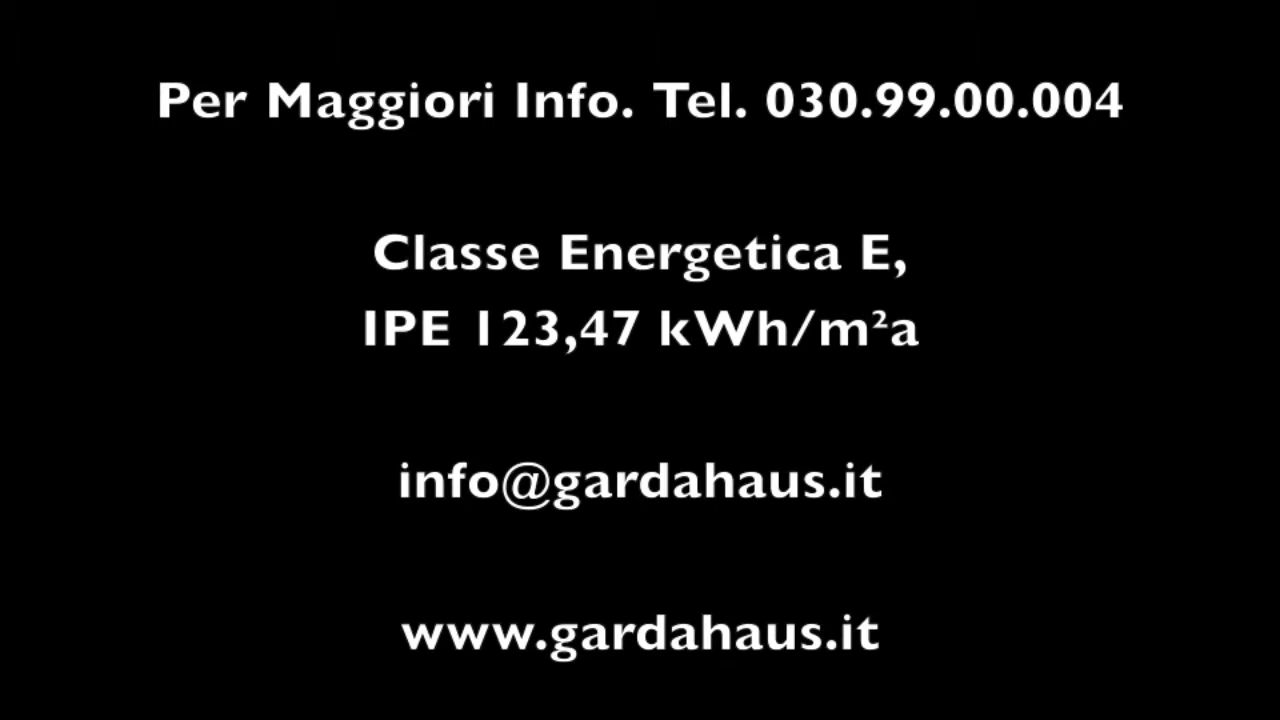 Per Maggiori Info. Tel. 030.99.00.004
Classe Energetica E,
IPE 123,47 kWh/m²a
info@gardahaus.it
www.gardahaus.it